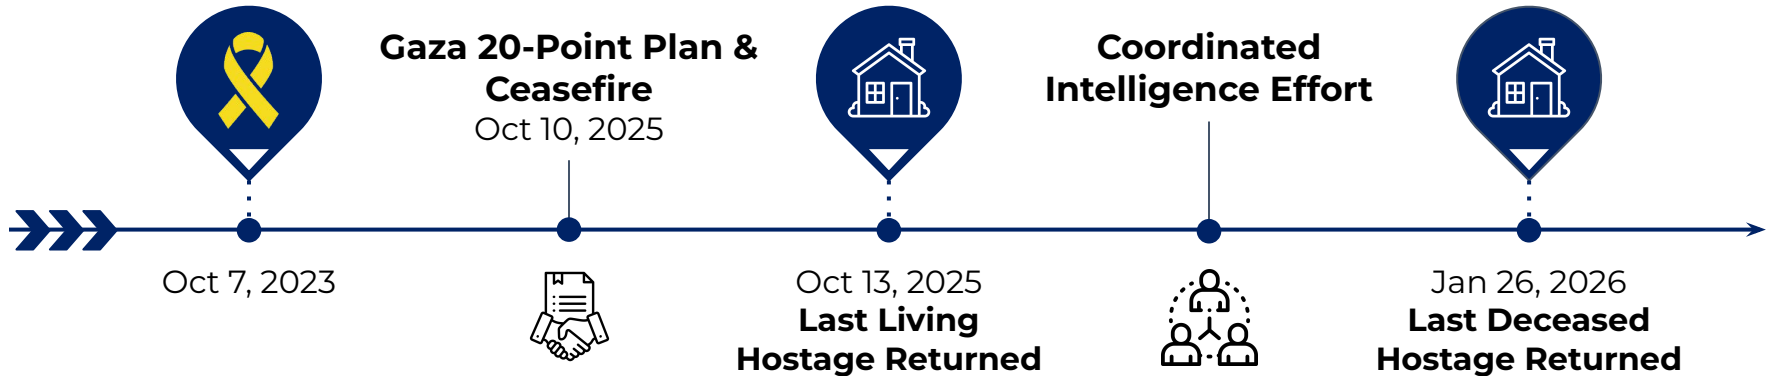 Oct 7, 2023
Gaza 20-Point Plan &
Ceasefire
Oct 10, 2025
Oct 13, 2025
Last Living
Hostage Returned
Coordinated
Intelligence Effort
Jan 26, 2026
Last Deceased
Hostage Returned